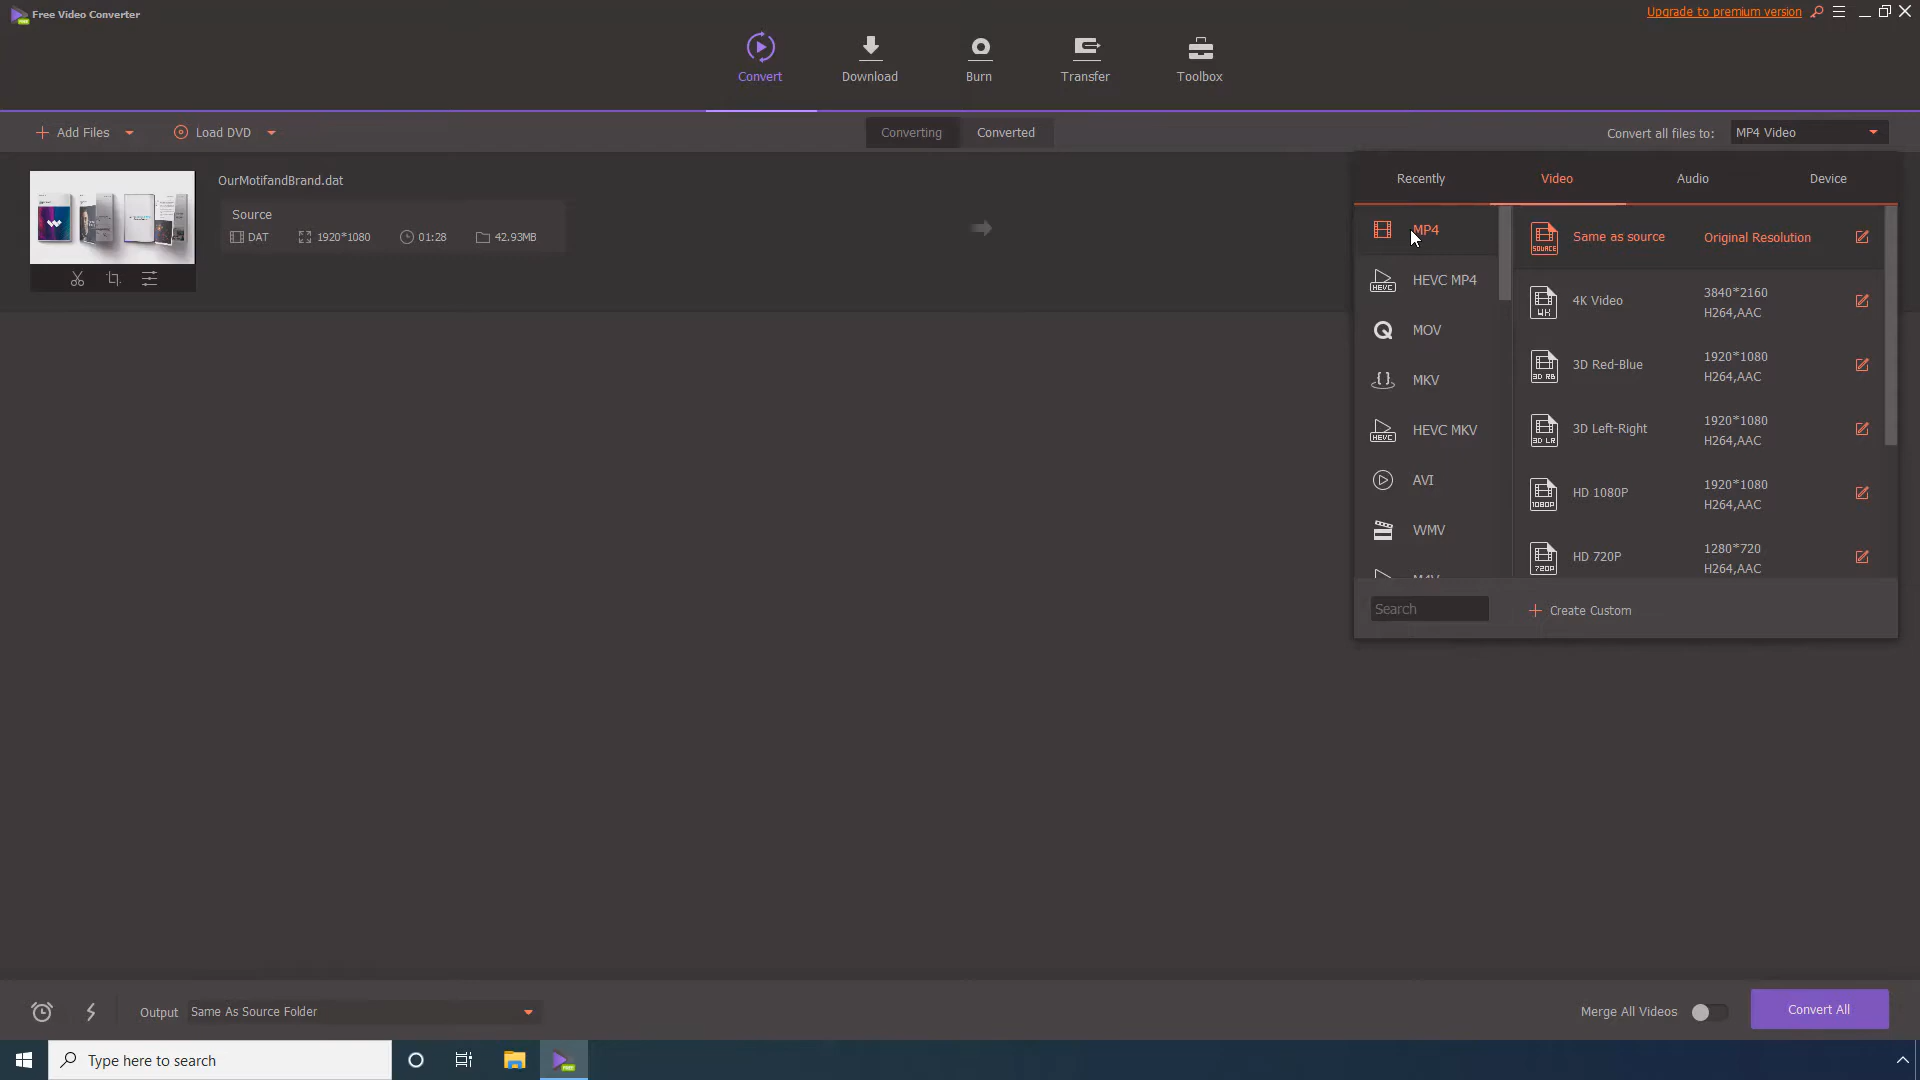 Free Video Converter
Upgrade to premium version
Convert
Download
Burn
Transfer
Toolbox
Add Files
Load DVD
Converting
Converted
Convert all files to:
MP4 Video
OurMotifandBrand.dat
Source
DAT
1920*1080
01:28
42.93MB
Recently
Video
Audio
Device
MP4
HEVC MP4
MOV
MKV
HEVC MKV
AVI
WMV
M4V
Same as source
Original Resolution
4K Video
3840*2160
H264,AAC
3D Red-Blue
1920*1080
H264,AAC
3D Left-Right
1920*1080
H264,AAC
HD 1080P
1920*1080
H264,AAC
HD 720P
1280*720
H264,AAC
Search
Create Custom
Output
Same As Source Folder
Merge All Videos
Convert All
Type here to search